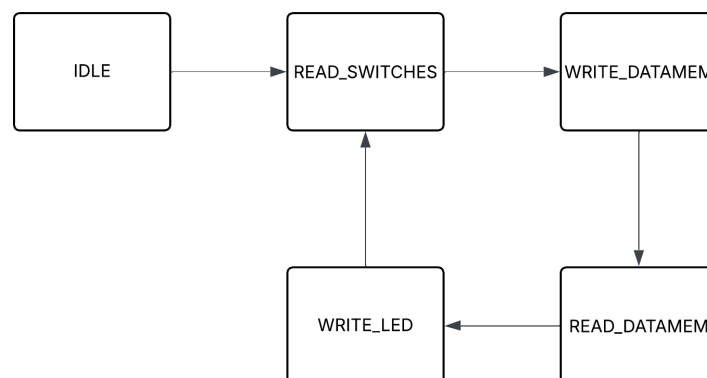 IDLE
READ_SWITCHES
WRITE_DATAMEM
WRITE_LED
READ_DATAMEM